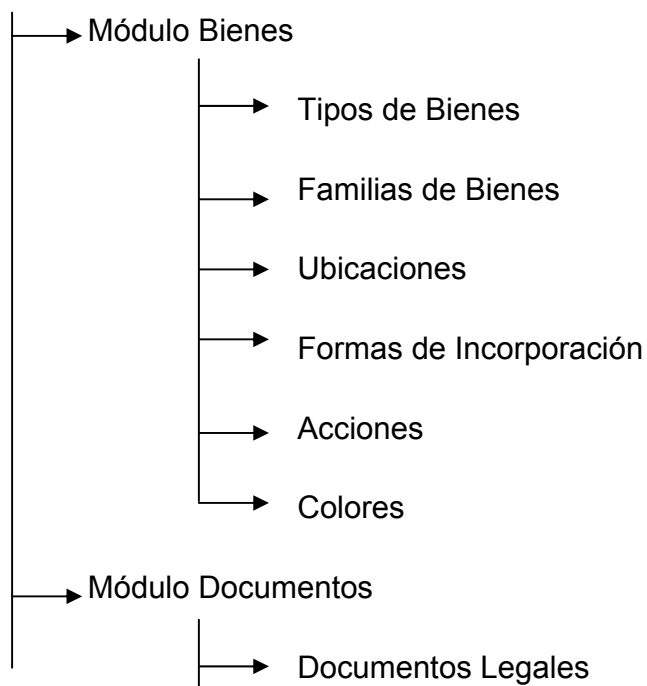 Módulo Bienes
Tipos de Bienes
Familias de Bienes
Ubicaciones
Formas de Incorporación
Acciones
Colores
Módulo Documentos
Documentos Legales